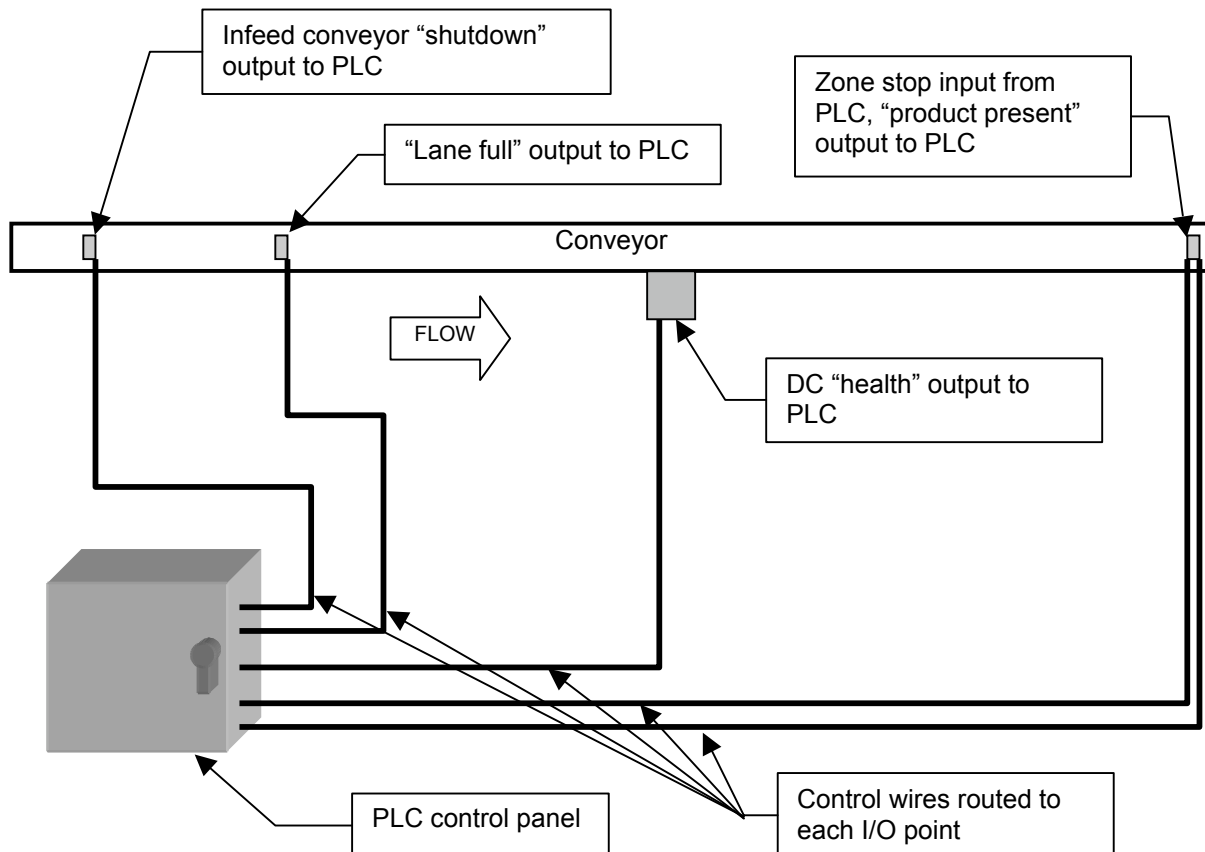 Infeed conveyor “shutdown”
output to PLC
“Lane full” output to PLC
Zone stop input from
PLC, “product present”
output to PLC
Conveyor
FLOW
DC “health” output to
PLC
PLC control panel
Control wires routed to
each I/O point